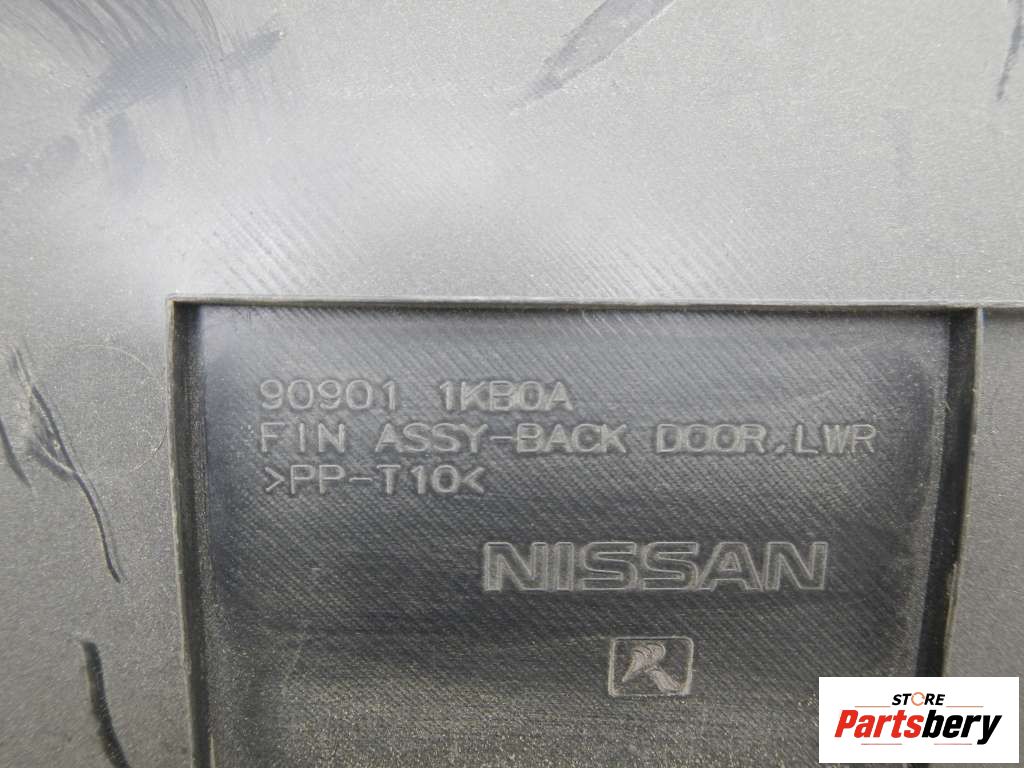 90901 1KB0A
FIN ASSY-BACK DOOR,LWR
>PP-T10<
NISSAN
R
STORE
Partsbery